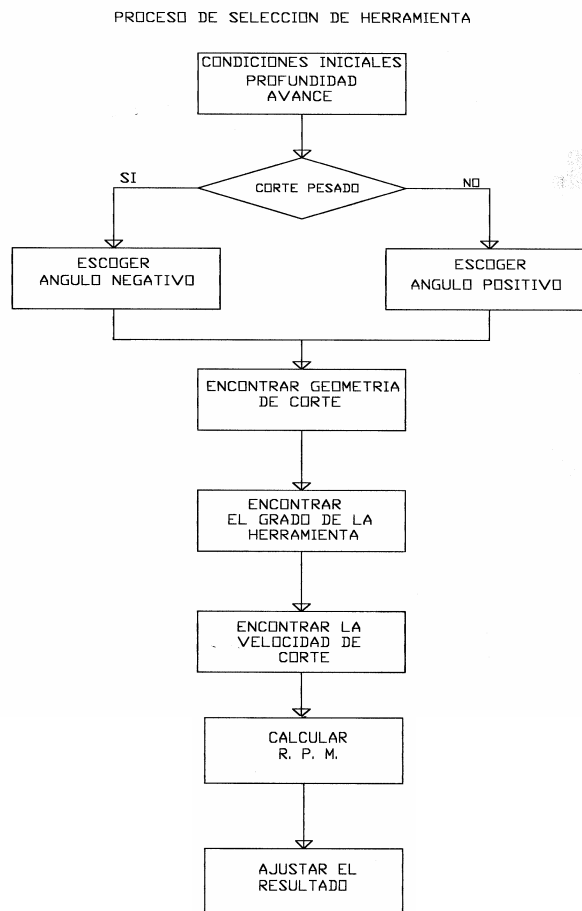 PROCESO DE SELECCION DE HERRAMIENTA
CONDICIONES INICIALES
PROFUNDIDAD
AVANCE
SI
CORTE PESADO
NO
ESCOGER
ANGULO NEGATIVO
ESCOGER
ANGULO POSITIVO
ENCONTRAR GEOMETRIA
DE CORTE
ENCONTRAR
EL GRADO DE LA
HERRAMIENTA
ENCONTRAR LA
VELOCIDAD DE
CORTE
CALCULAR
R. P. M.
AJUSTAR EL
RESULTADO